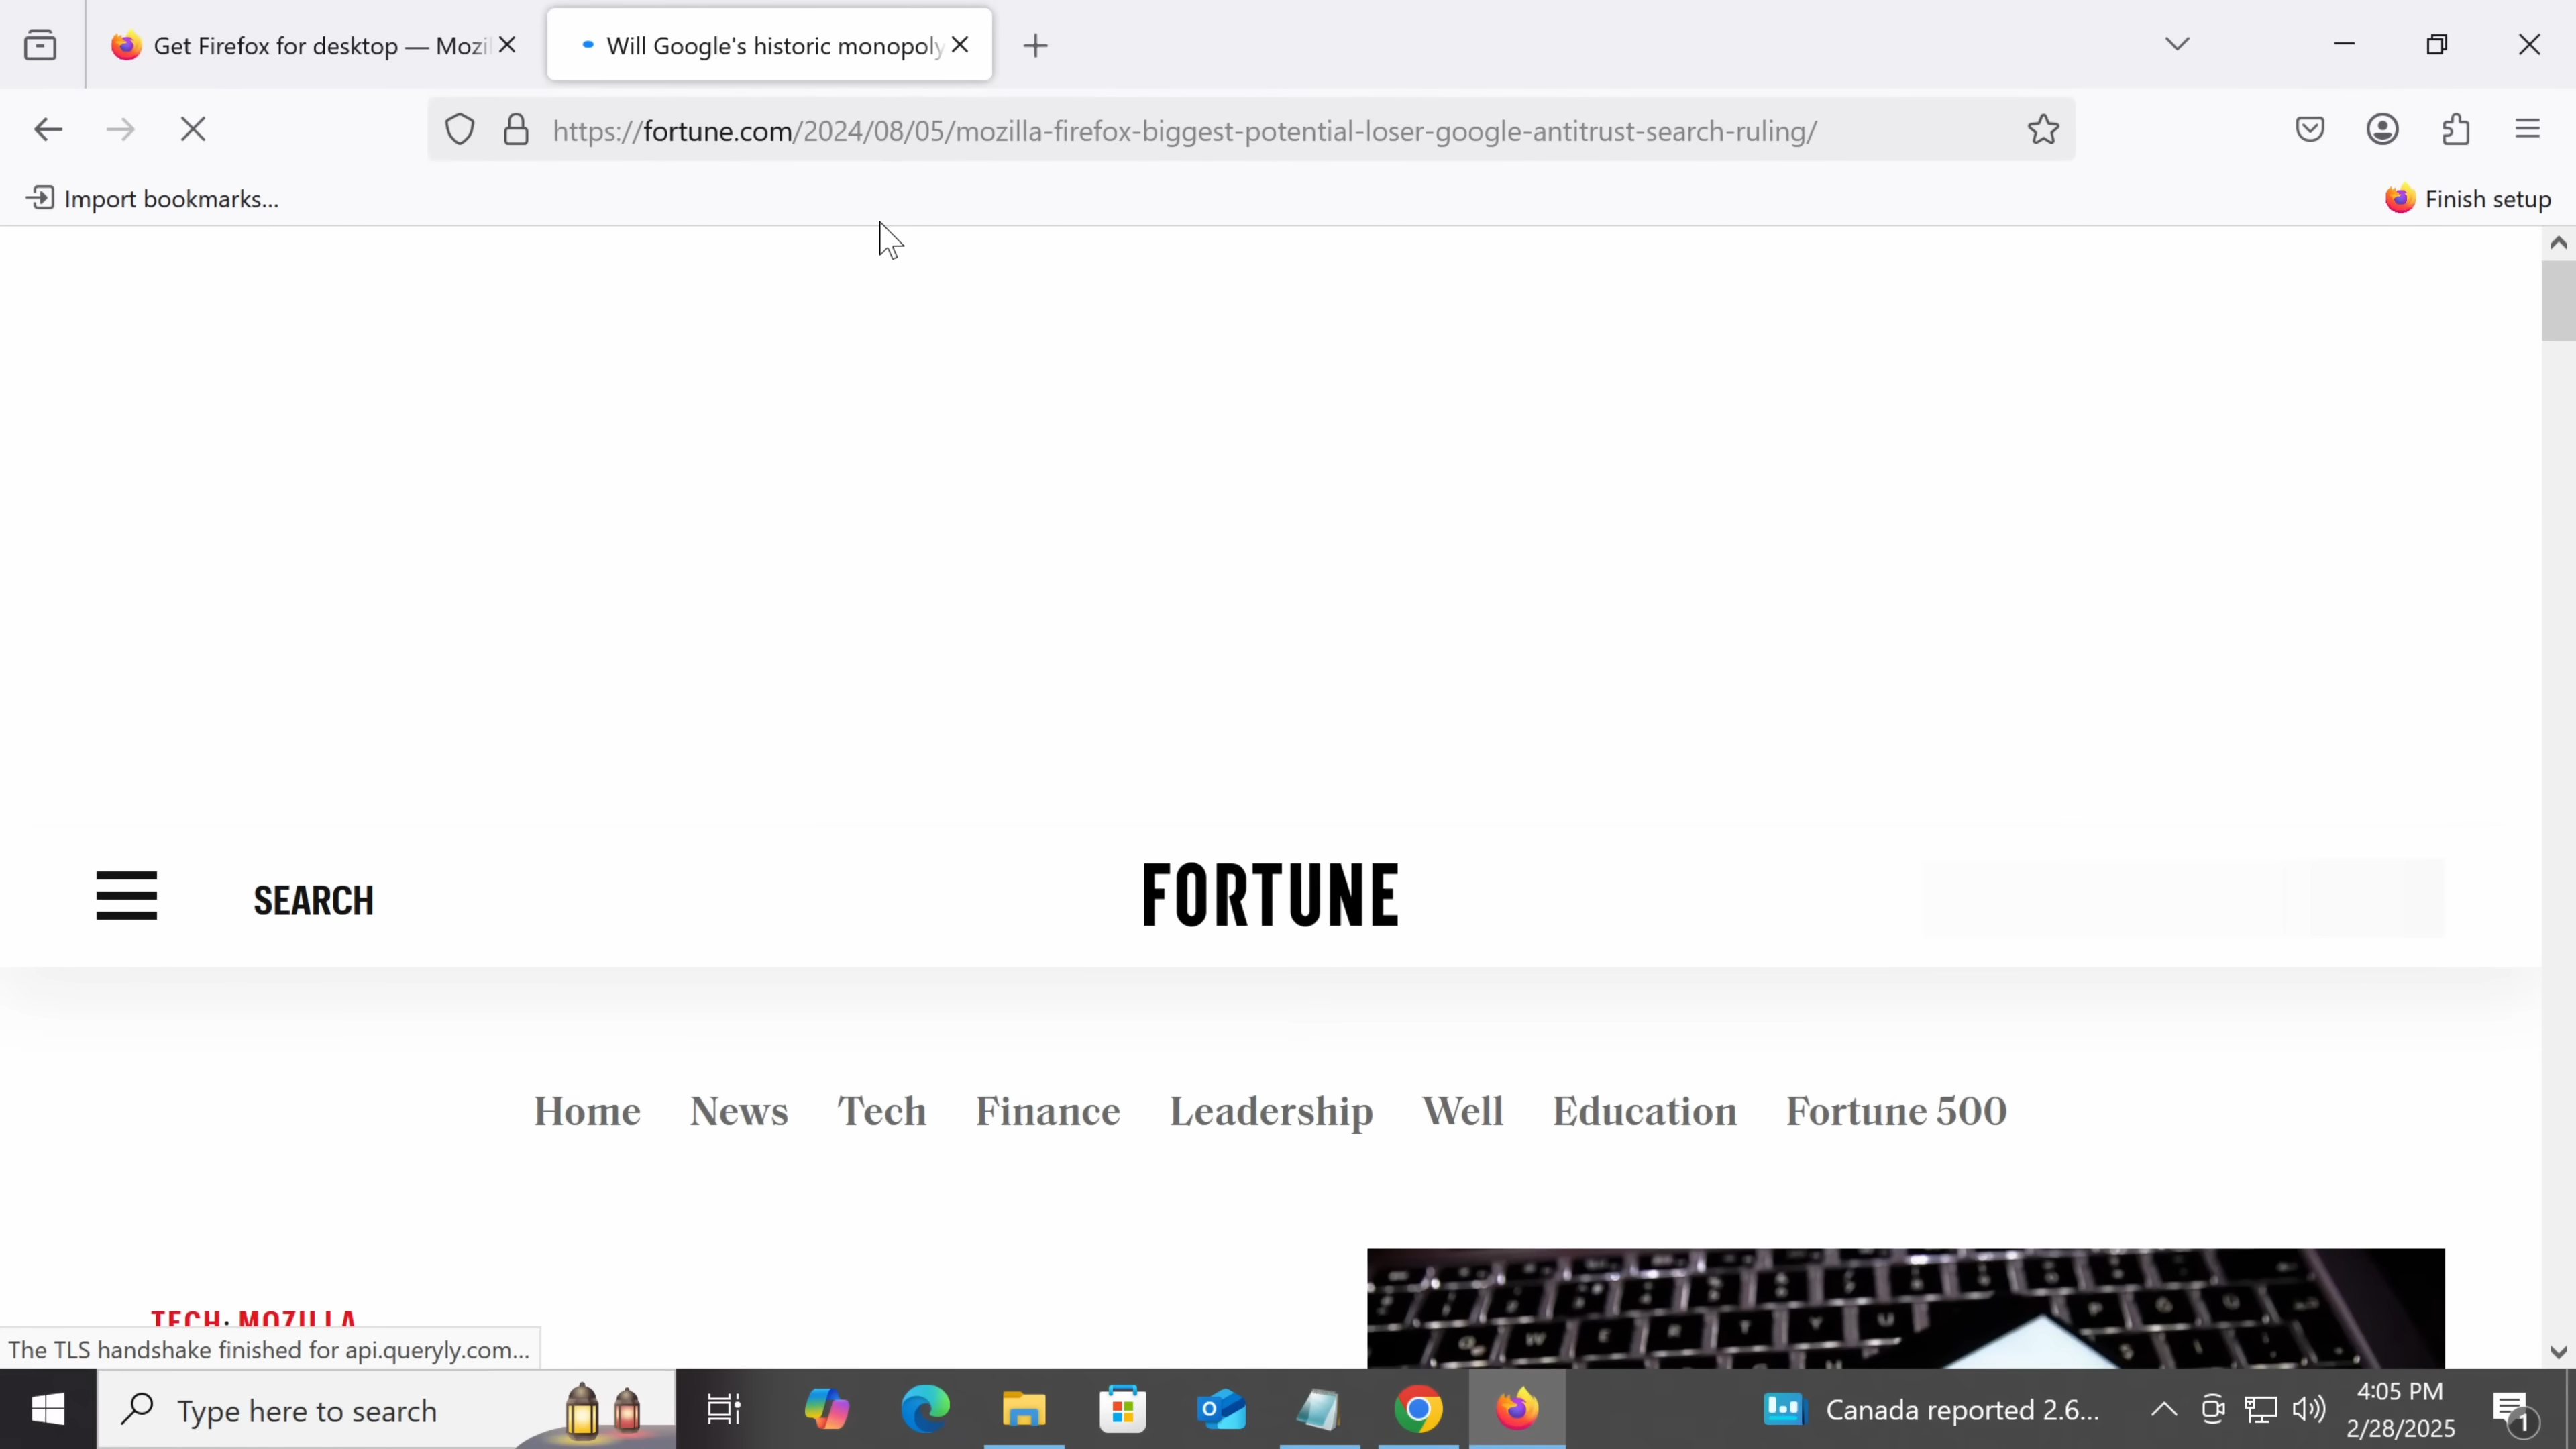 Get Firefox for desktop — Mozil
Will Google's historic monopoly
https://fortune.com/2024/08/05/mozilla-firefox-biggest-potential-loser-google-antitrust-search-ruling/
Import bookmarks...
Finish setup
SEARCH
FORTUNE
Home News Tech Finance Leadership Well Education Fortune 500
TECH: MOZILLA
The TLS handshake finished for api.queryly.com...
Type here to search
Canada reported 2.6...
4:05 PM
2/28/2025
1